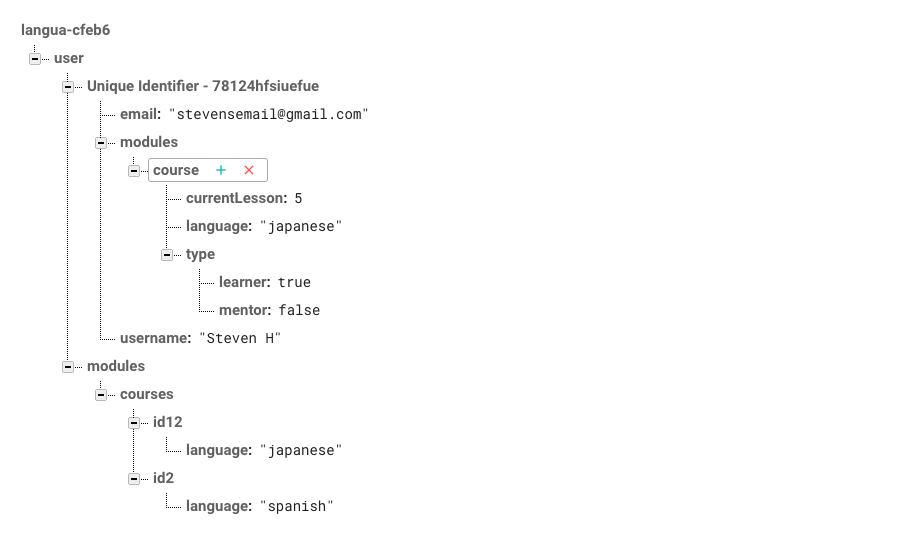 langua-cfeb6
user
Unique Identifier - 78124hfsiuefue
email: "stevensemail@gmail.com"
modules
course + ×
currentLesson: 5
language: "japanese"
type
learner: true
mentor: false
username: "Steven H"
modules
courses
id12
language: "japanese"
id2
language: "spanish"